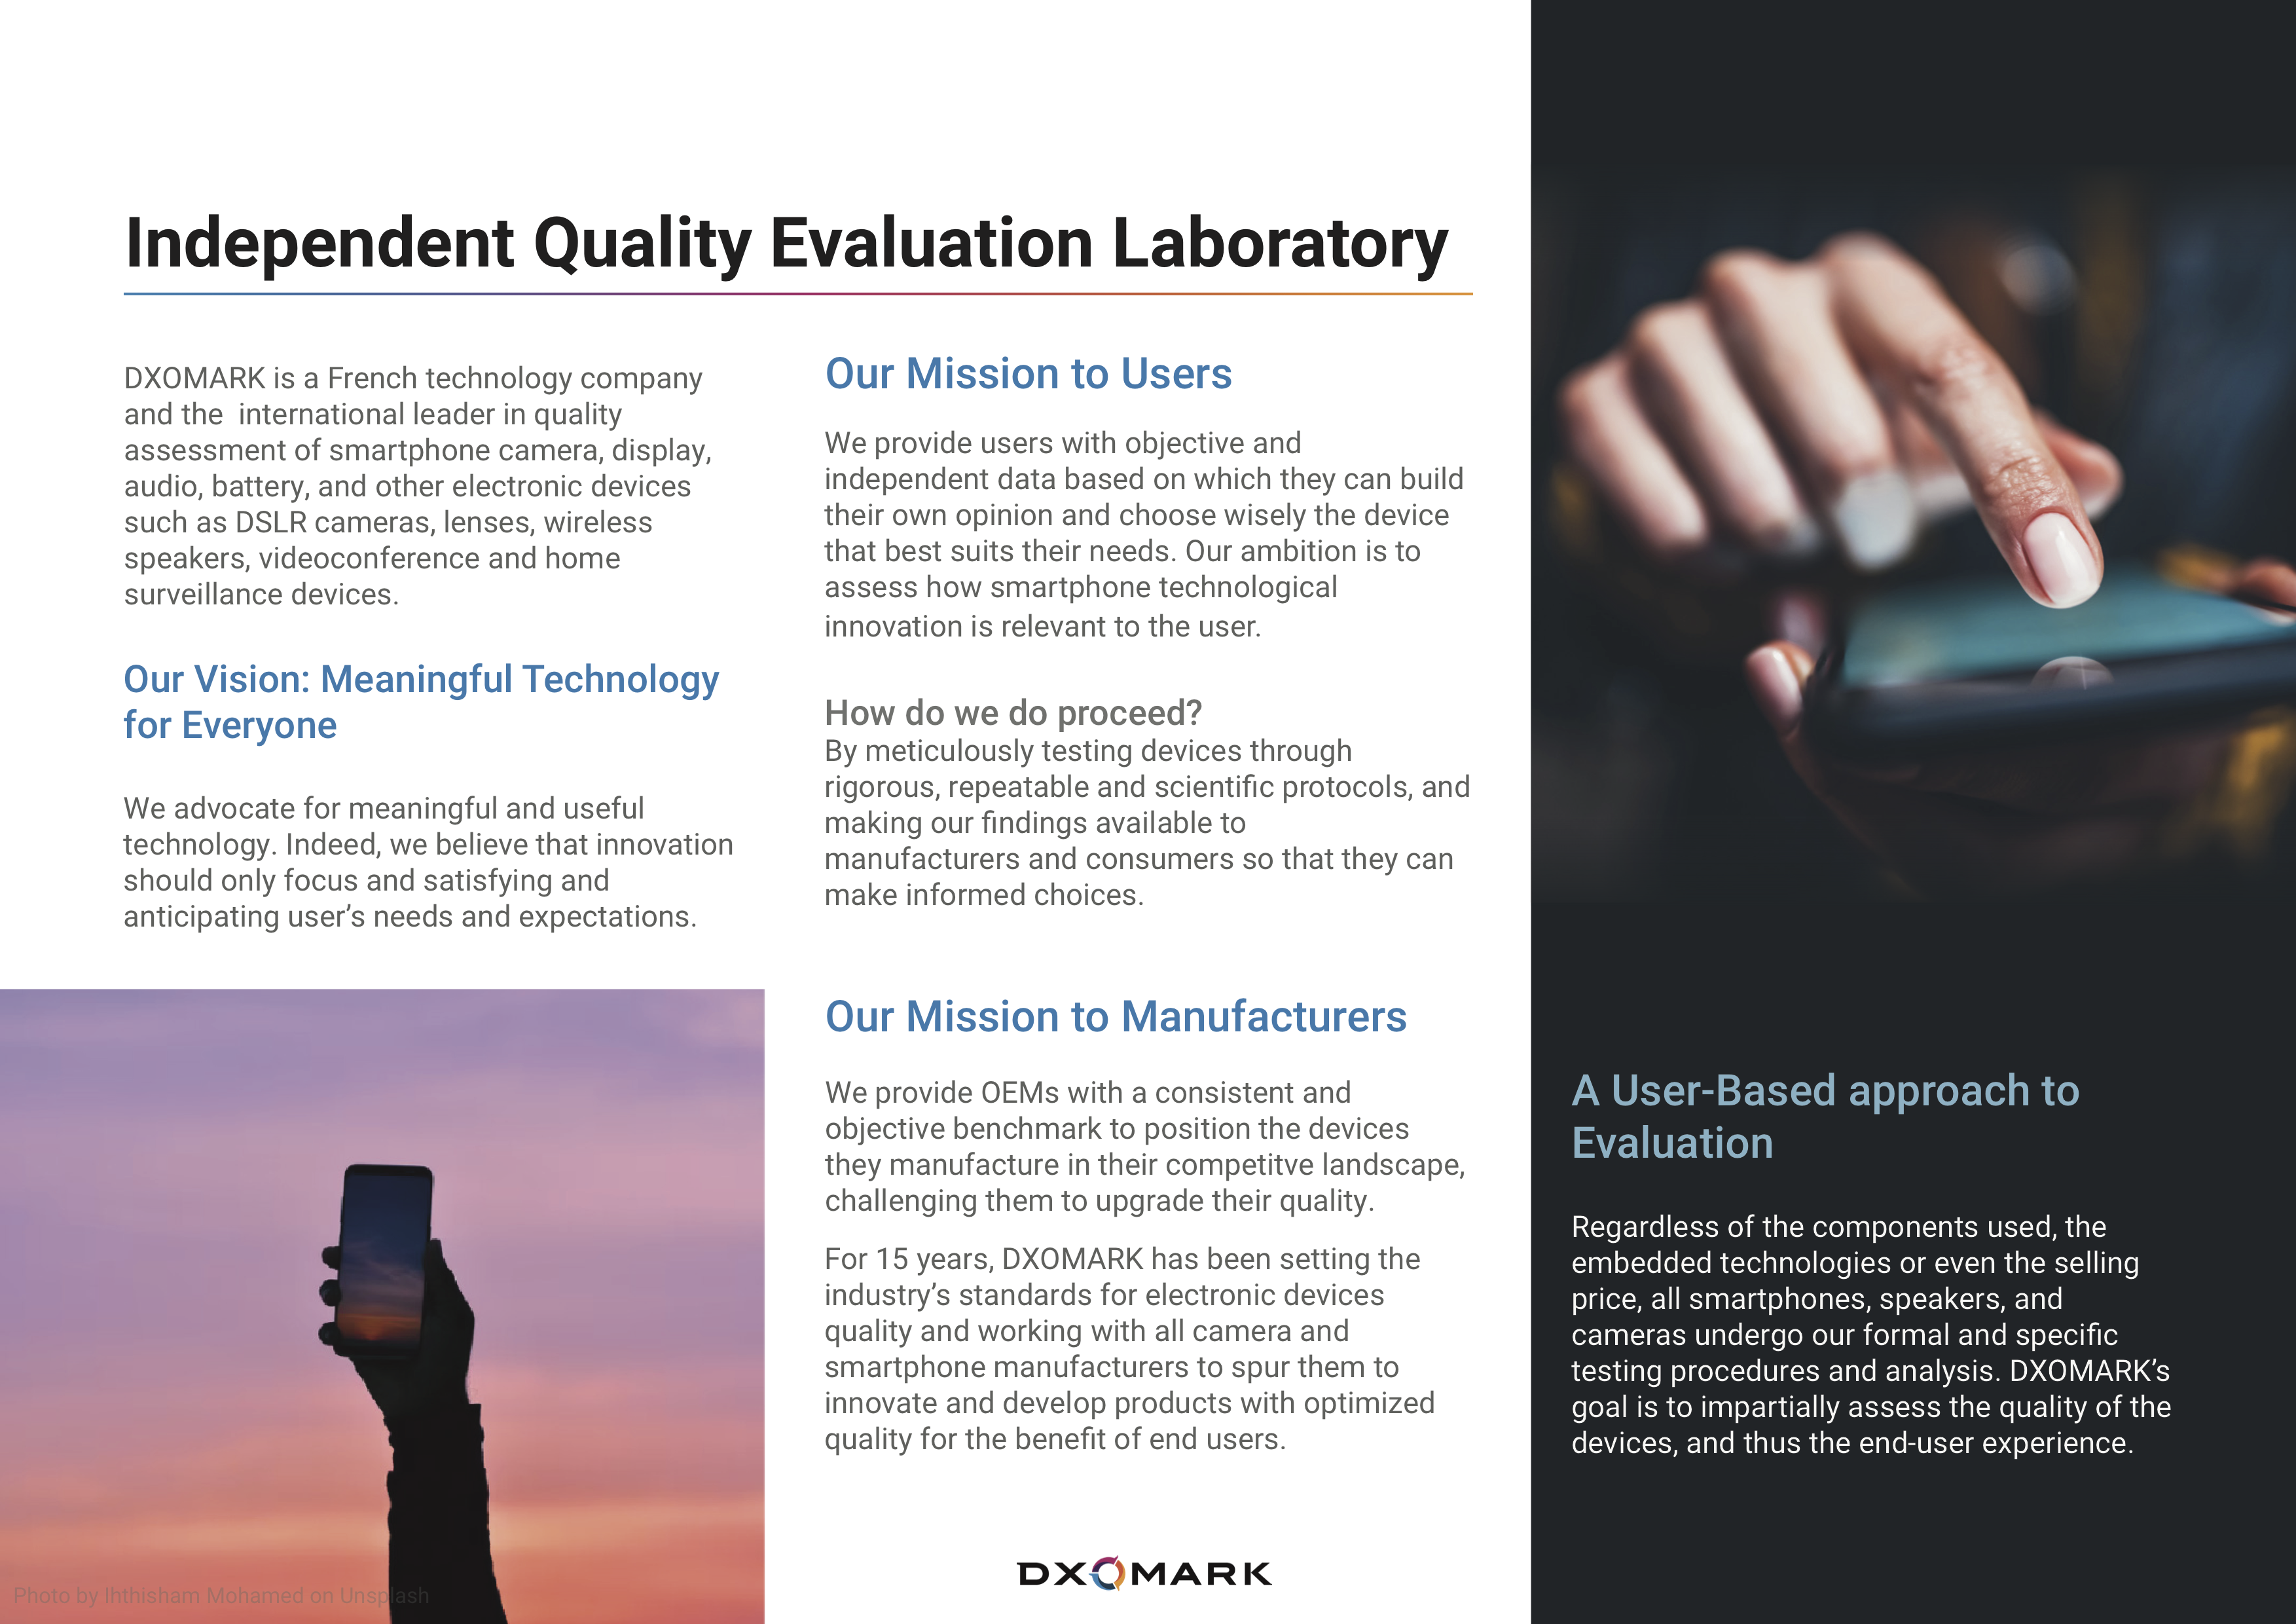 Independent Quality Evaluation Laboratory
DXOMARK is a French technology company
and the  international leader in quality
assessment of smartphone camera, display,
audio, battery, and other electronic devices
such as DSLR cameras, lenses, wireless
speakers, videoconference and home
surveillance devices.
Our Vision: Meaningful Technology
for Everyone
We advocate for meaningful and useful
technology. Indeed, we believe that innovation
should only focus and satisfying and
anticipating user’s needs and expectations.
Photo by Ihthisham Mohamed on Unsplash
Our Mission to Users
We provide users with objective and
independent data based on which they can build
their own opinion and choose wisely the device
that best suits their needs. Our ambition is to
assess how smartphone technological
innovation is relevant to the user.
How do we do proceed?
By meticulously testing devices through
rigorous, repeatable and scientific protocols, and
making our findings available to
manufacturers and consumers so that they can
make informed choices.
Our Mission to Manufacturers
We provide OEMs with a consistent and
objective benchmark to position the devices
they manufacture in their competitve landscape,
challenging them to upgrade their quality.
For 15 years, DXOMARK has been setting the
industry’s standards for electronic devices
quality and working with all camera and
smartphone manufacturers to spur them to
innovate and develop products with optimized
quality for the benefit of end users.
DXOMARK
A User-Based approach to
Evaluation
Regardless of the components used, the
embedded technologies or even the selling
price, all smartphones, speakers, and
cameras undergo our formal and specific
testing procedures and analysis. DXOMARK’s
goal is to impartially assess the quality of the
devices, and thus the end-user experience.